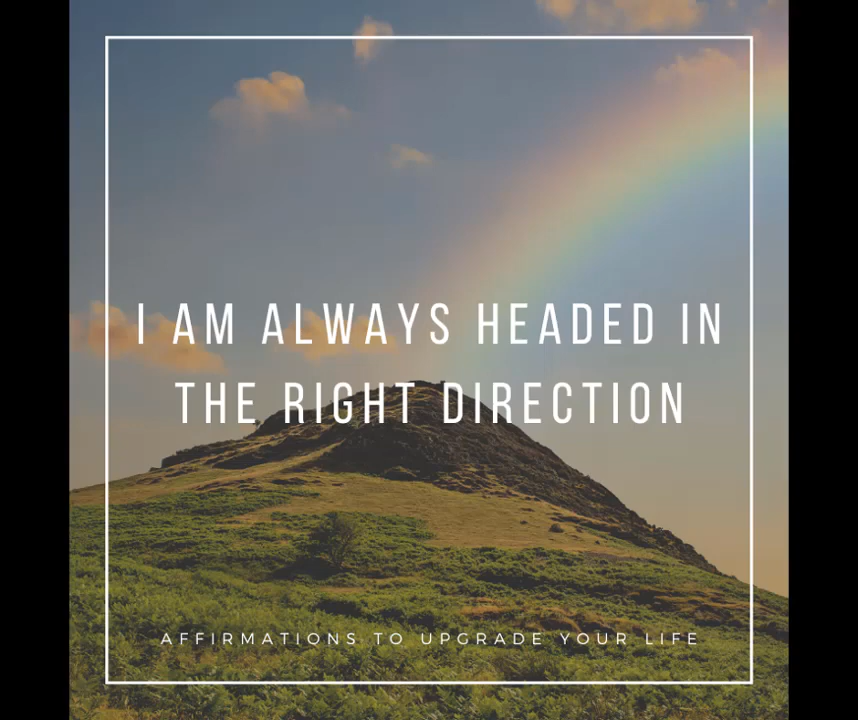 I AM ALWAYS HEADED IN
THE RIGHT DIRECTION
AFFIRMATIONS TO UPGRADE YOUR LIFE